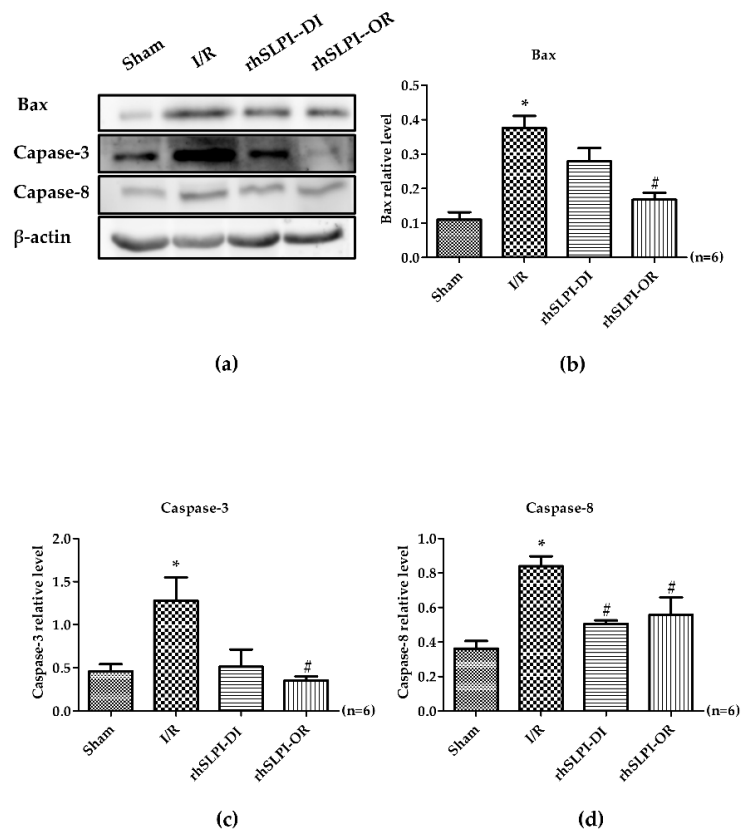 Sham
I/R
rhSLPI--DI
rhSLPI--OR
Bax
Capase-3
Capase-8
β-actin
(a)
Bax
Bax relative level
0.5
0.4
0.3
0.2
0.1
0.0
*
#
(n=6)
Sham
I/R
rhSLPI-DI
rhSLPI-OR
(b)
Caspase-3
Caspase-3 relative level
2.0
1.5
1.0
0.5
0.0
*
#
(n=6)
Sham
I/R
rhSLPI-DI
rhSLPI-OR
(c)
Caspase-8
Caspase-8 relative level
1.0
0.8
0.6
0.4
0.2
0.0
*
#
#
(n=6)
Sham
I/R
rhSLPI-DI
rhSLPI-OR
(d)